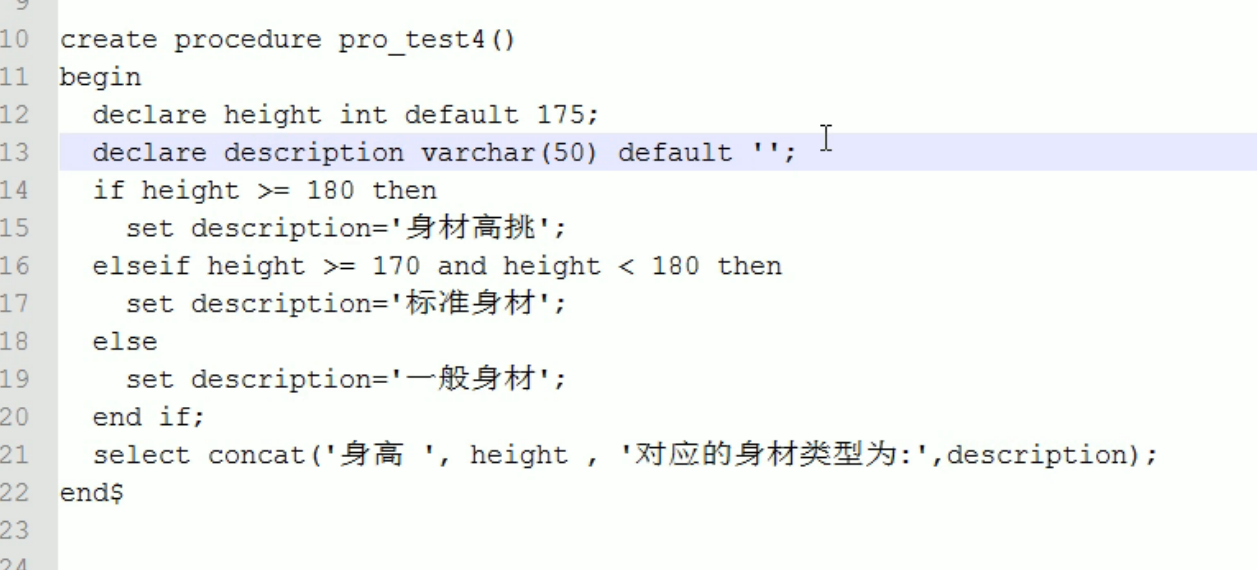 9
10 create procedure pro_test4()
11 begin
12 declare height int default 175;
13 declare description varchar(50) default '';
14 if height >= 180 then
15 set description='身材高挑';
16 elseif height >= 170 and height < 180 then
17 set description='标准身材';
18 else
19 set description='一般身材';
20 end if;
21 select concat('身高 ', height , '对应的身材类型为:',description);
22 end$
23
24